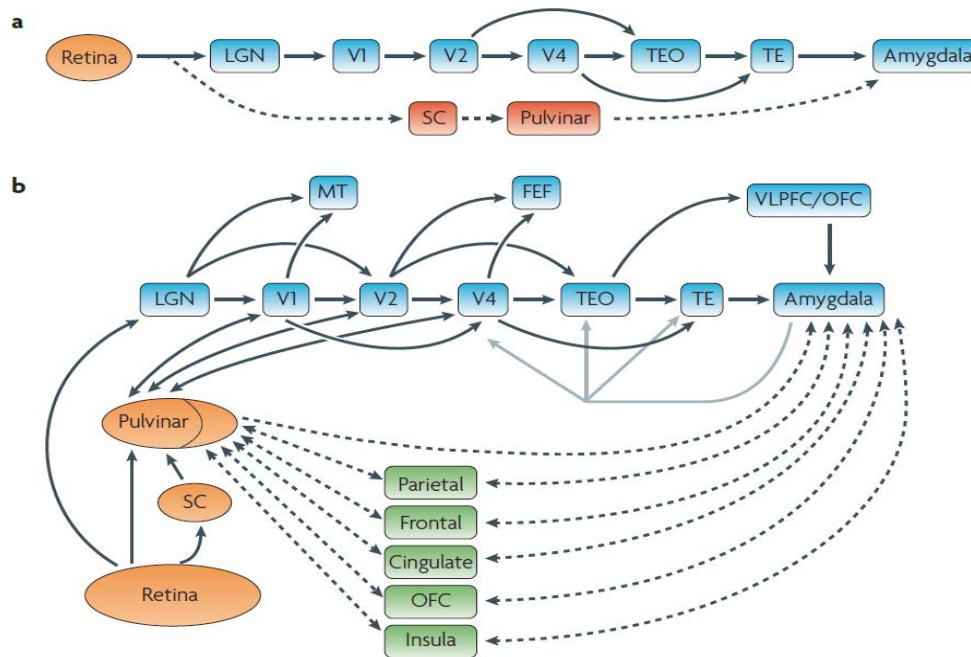 a
Retina LGN V1 V2 V4 TEO TE Amygdala
SC Pulvinar
b
MT FEF VLPFC/OFC
LGN V1 V2 V4 TEO TE Amygdala
Pulvinar
Parietal
SC
Frontal
Cingulate
Retina
OFC
Insula